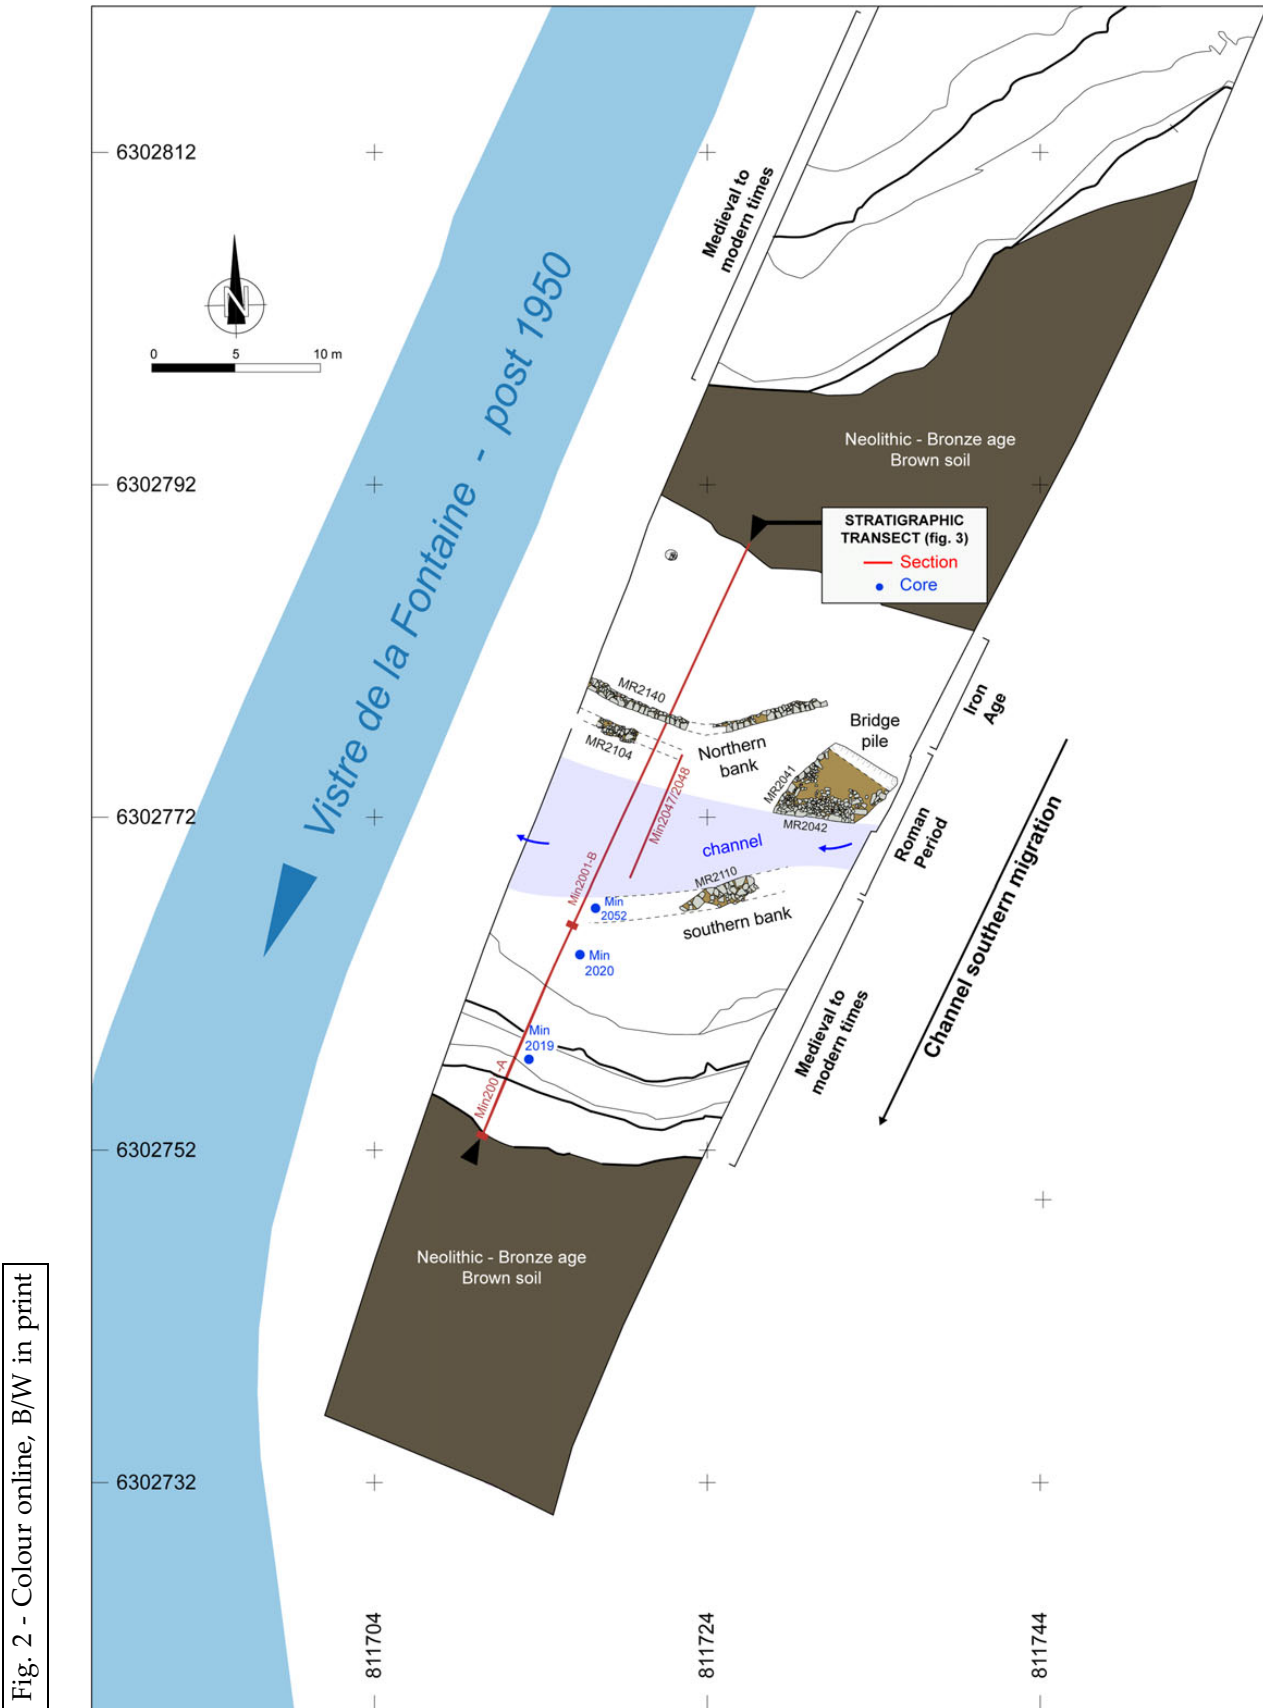 6302812
Medieval to
modern times
N
0 5 10 m
Vistre de la Fontaine - post 1950
Neolithic - Bronze age
Brown soil
6302792
STRATIGRAPHIC
TRANSECT (fig. 3)
Section
Core
Iron
Age
MR2140
MR2104
Northern
bank
Bridge
pile
MR2041
MR2042
Min2047/2048
6302772
channel
Roman
Period
Min2001-B
MR2110
Min
2052
southern bank
Min
2020
Channel southern migration
Medieval to
modern times
Min
2019
Min2001-A
6302752
Neolithic - Bronze age
Brown soil
6302732
811704
811724
811744
Fig. 2 - Colour online, B/W in print